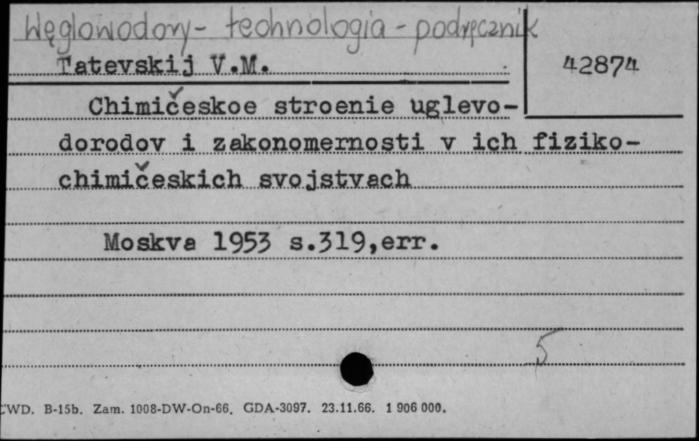 Węglowodory - technologia - podręcznik
Tatevskij V.M.
42874
Chimičeskoe stroenie uglevo-
dorodov i zakonomernosti v ich fiziko-
chimičeskich svojstvach
Moskva 1953 s.319,err.
5
CWD. B-15b. Zam. 1008-DW-On-66. GDA-3097. 23.11.66. 1 906 000.